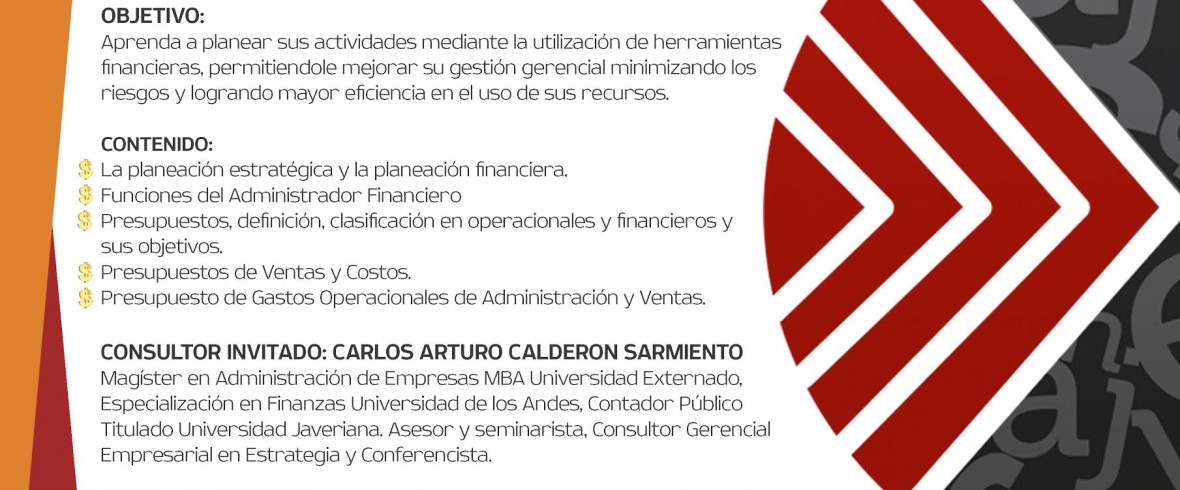 OBJETIVO:
Aprenda a planear sus actividades mediante la utilización de herramientas
financieras, permitiendole mejorar su gestión gerencial minimizando los
riesgos y logrando mayor eficiencia en el uso de sus recursos.
CONTENIDO:
$ La planeación estratégica y la planeación financiera.
$ Funciones del Administrador Financiero
$ Presupuestos, definición, clasificación en operacionales y financieros y
sus objetivos.
$ Presupuestos de Ventas y Costos.
$ Presupuesto de Gastos Operacionales de Administración y Ventas.
CONSULTOR INVITADO: CARLOS ARTURO CALDERON SARMIENTO
Magíster en Administración de Empresas MBA Universidad Externado,
Especialización en Finanzas Universidad de los Andes, Contador Público
Titulado Universidad Javeriana. Asesor y seminarista, Consultor Gerencial
Empresarial en Estrategia y Conferencista.